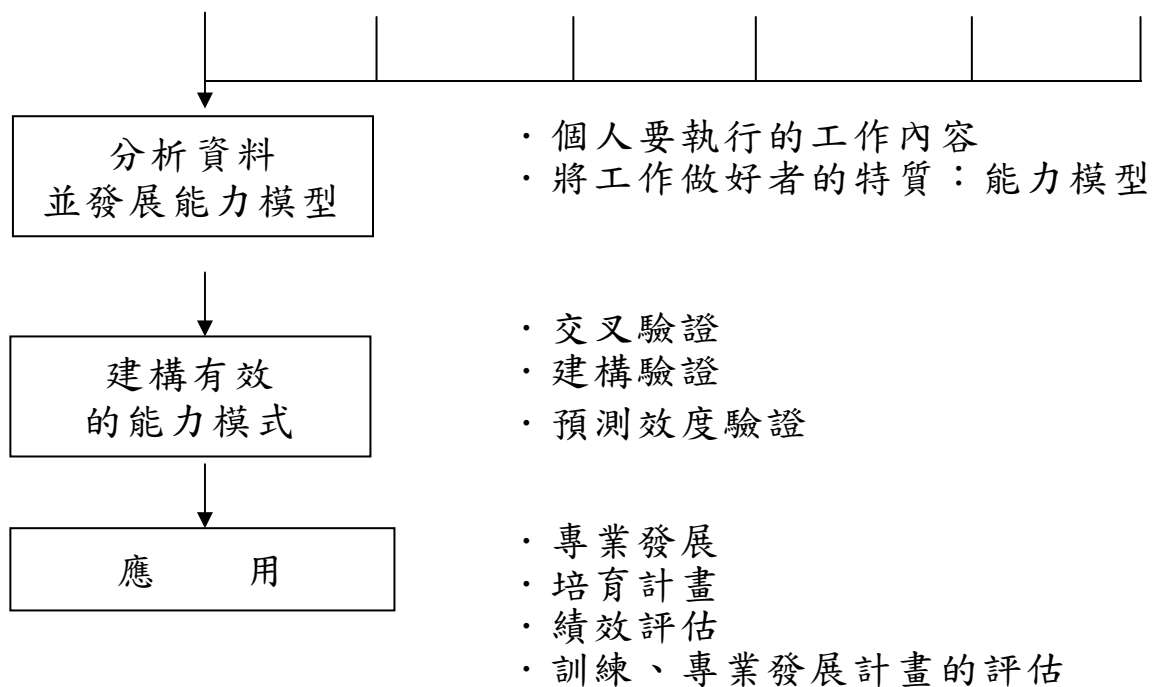 分析資料
並發展能力模型
・個人要執行的工作內容
・將工作做好者的特質：能力模型
建構有效
的能力模式
・交叉驗證
・建構驗證
・預測效度驗證
應 用
・專業發展
・培育計畫
・績效評估
・訓練、專業發展計畫的評估